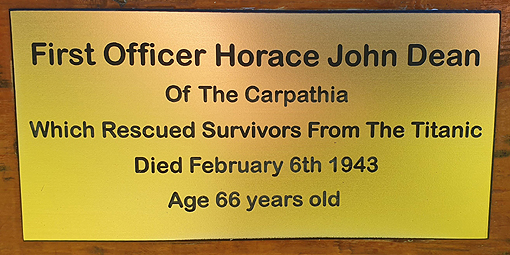 First Officer Horace John Dean
Of The Carpathia
Which Rescued Survivors From The Titanic
Died February 6th 1943
Age 66 years old